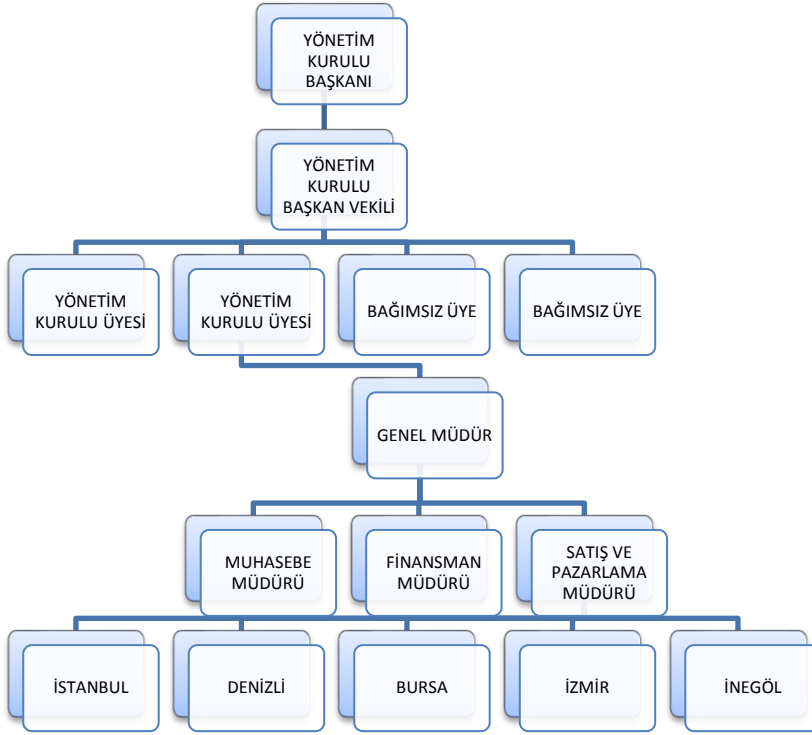 YÖNETİM
KURULU
BAŞKANI
YÖNETİM
KURULU
BAŞKAN VEKİLİ
YÖNETİM
KURULU ÜYESİ
YÖNETİM
KURULU ÜYESİ
BAĞIMSIZ ÜYE
BAĞIMSIZ ÜYE
GENEL MÜDÜR
MUHASEBE
MÜDÜRÜ
FİNANSMAN
MÜDÜRÜ
SATIŞ VE
PAZARLAMA
MÜDÜRÜ
İSTANBUL
DENİZLİ
BURSA
İZMİR
İNEGÖL